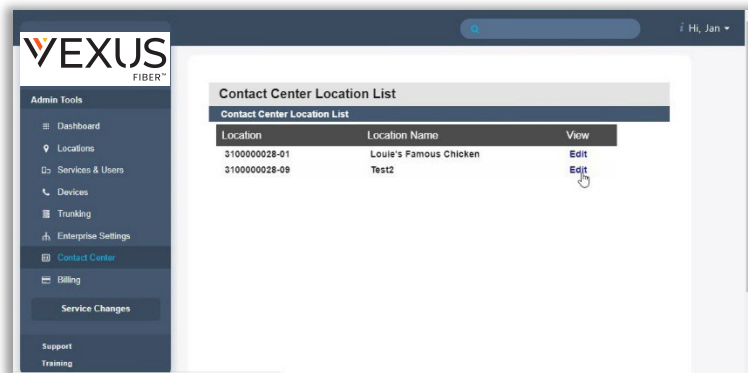 VEXUS
FIBER™
i Hi, Jan
Admin Tools
Dashboard
Locations
Services & Users
Devices
Trunking
Enterprise Settings
Contact Center
Billing
Service Changes
Support
Training
Contact Center Location List
Contact Center Location List
Location Location Name View
3100000028-01 Louie's Famous Chicken Edit
3100000028-09 Test2 Edit